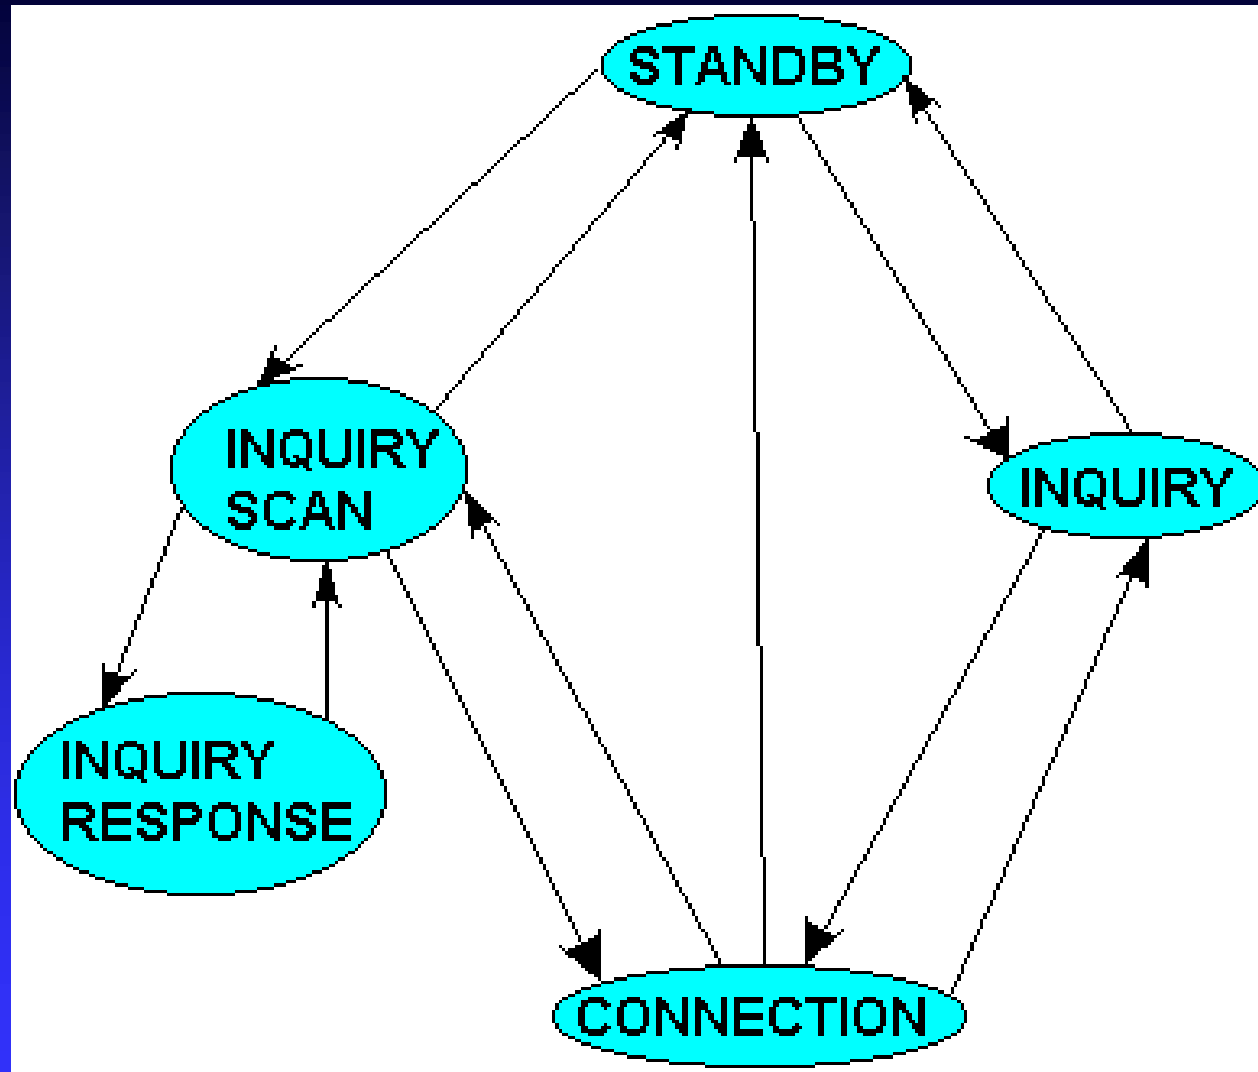 STANDBY
INQUIRY
SCAN
INQUIRY
INQUIRY
RESPONSE
CONNECTION